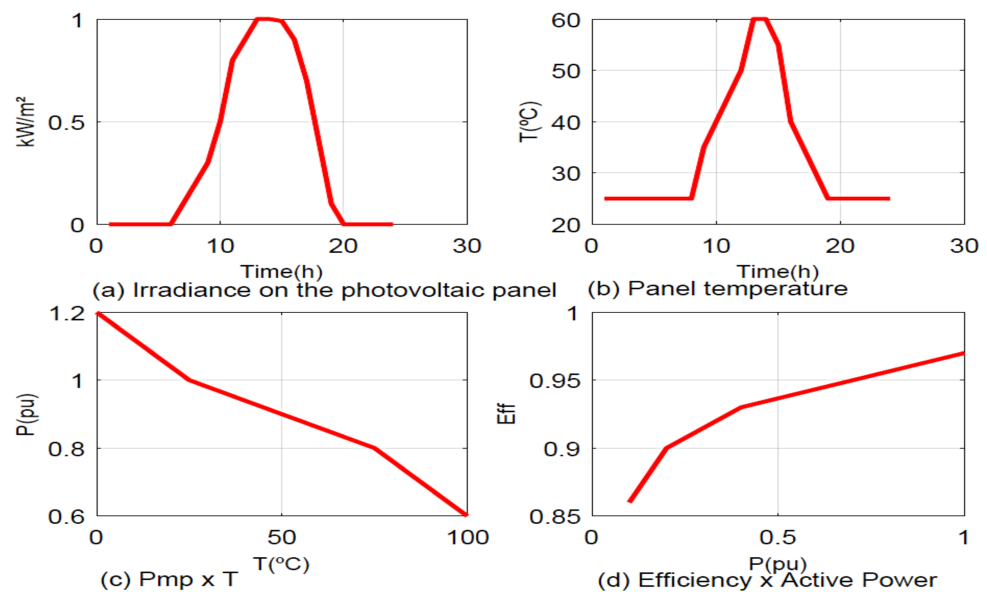 1
0.5
0
kW/m²
0
10
20
30
Time(h)
(a) Irradiance on the photovoltaic panel
60
50
40
30
20
T(ºC)
0
10
20
30
Time(h)
(b) Panel temperature
1.2
1
0.8
0.6
P(pu)
0
50
100
T(ºC)
(c) Pmp x T
1
0.95
0.9
0.85
Eff
0
0.5
1
P(pu)
(d) Efficiency x Active Power